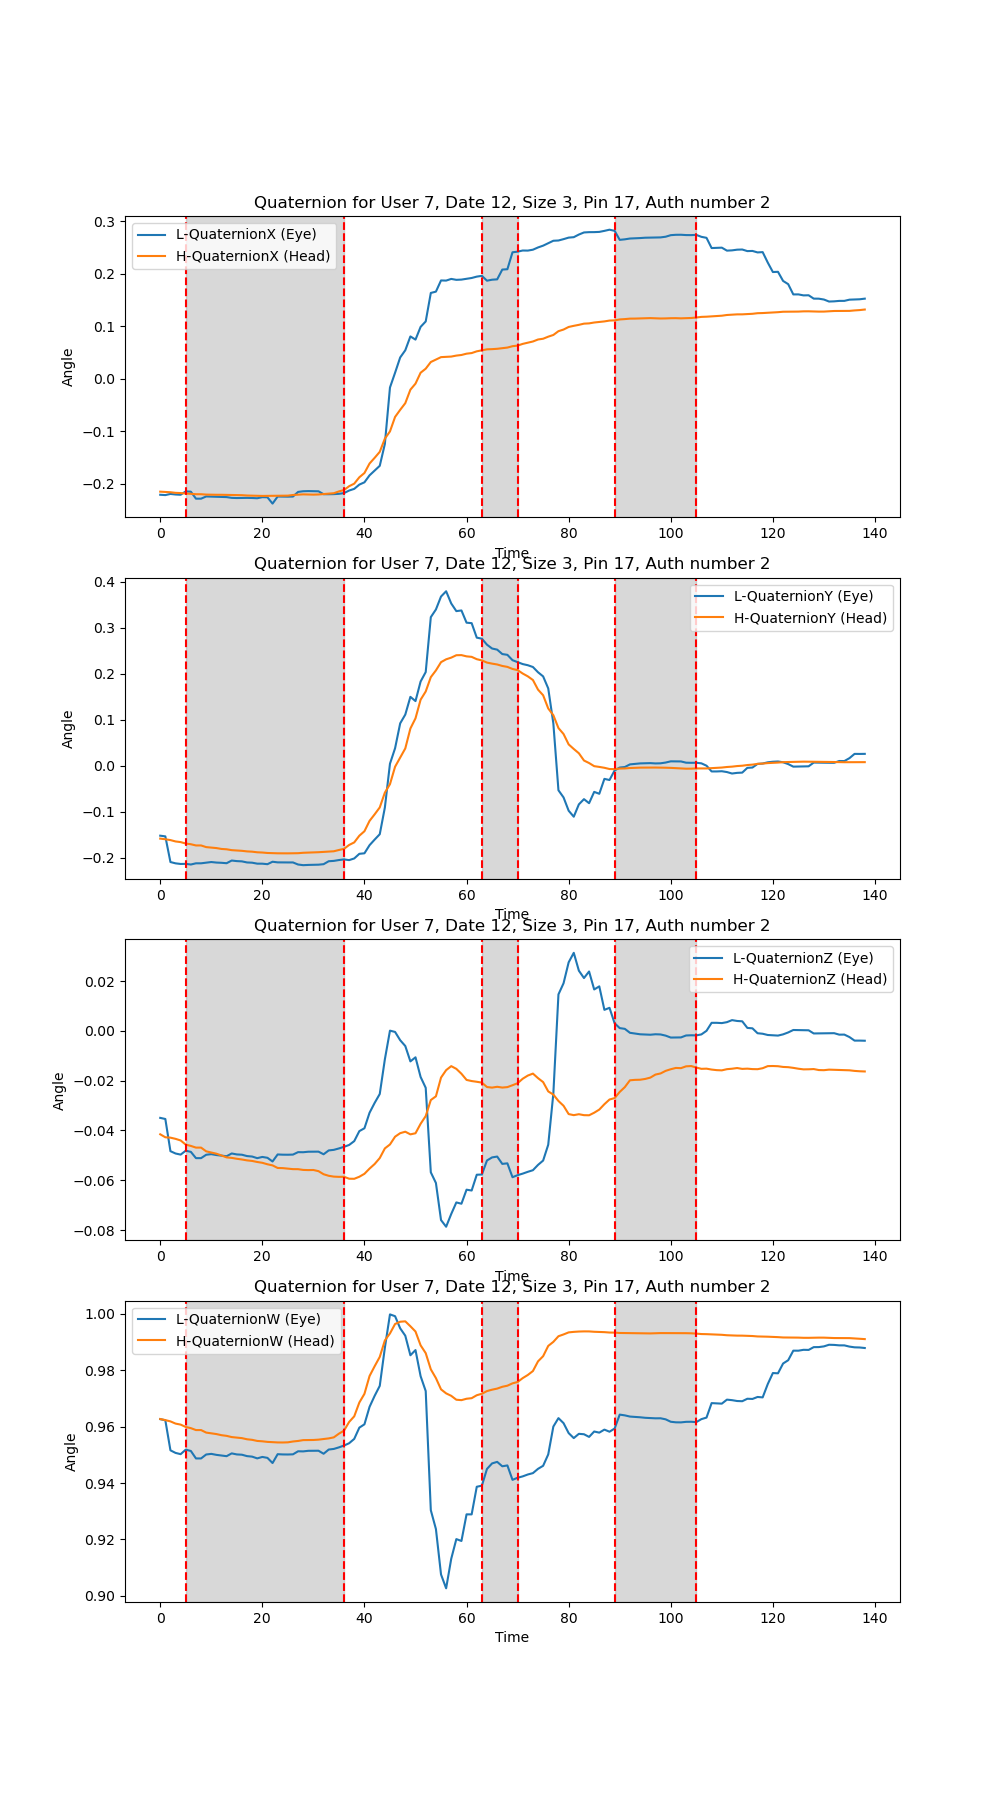 Quaternion for User 7, Date 12, Size 3, Pin 17, Auth number 2
L-QuaternionX (Eye)
H-QuaternionX (Head)
0.3
0.2
0.1
0.0
−0.1
−0.2
Angle
0 20 40 60 80 100 120 140
Time
Quaternion for User 7, Date 12, Size 3, Pin 17, Auth number 2
L-QuaternionY (Eye)
H-QuaternionY (Head)
0.4
0.3
0.2
0.1
0.0
−0.1
−0.2
Angle
0 20 40 60 80 100 120 140
Time
Quaternion for User 7, Date 12, Size 3, Pin 17, Auth number 2
L-QuaternionZ (Eye)
H-QuaternionZ (Head)
0.02
0.00
−0.02
−0.04
−0.06
−0.08
Angle
0 20 40 60 80 100 120 140
Time
Quaternion for User 7, Date 12, Size 3, Pin 17, Auth number 2
L-QuaternionW (Eye)
H-QuaternionW (Head)
1.00
0.98
0.96
0.94
0.92
0.90
Angle
0 20 40 60 80 100 120 140
Time